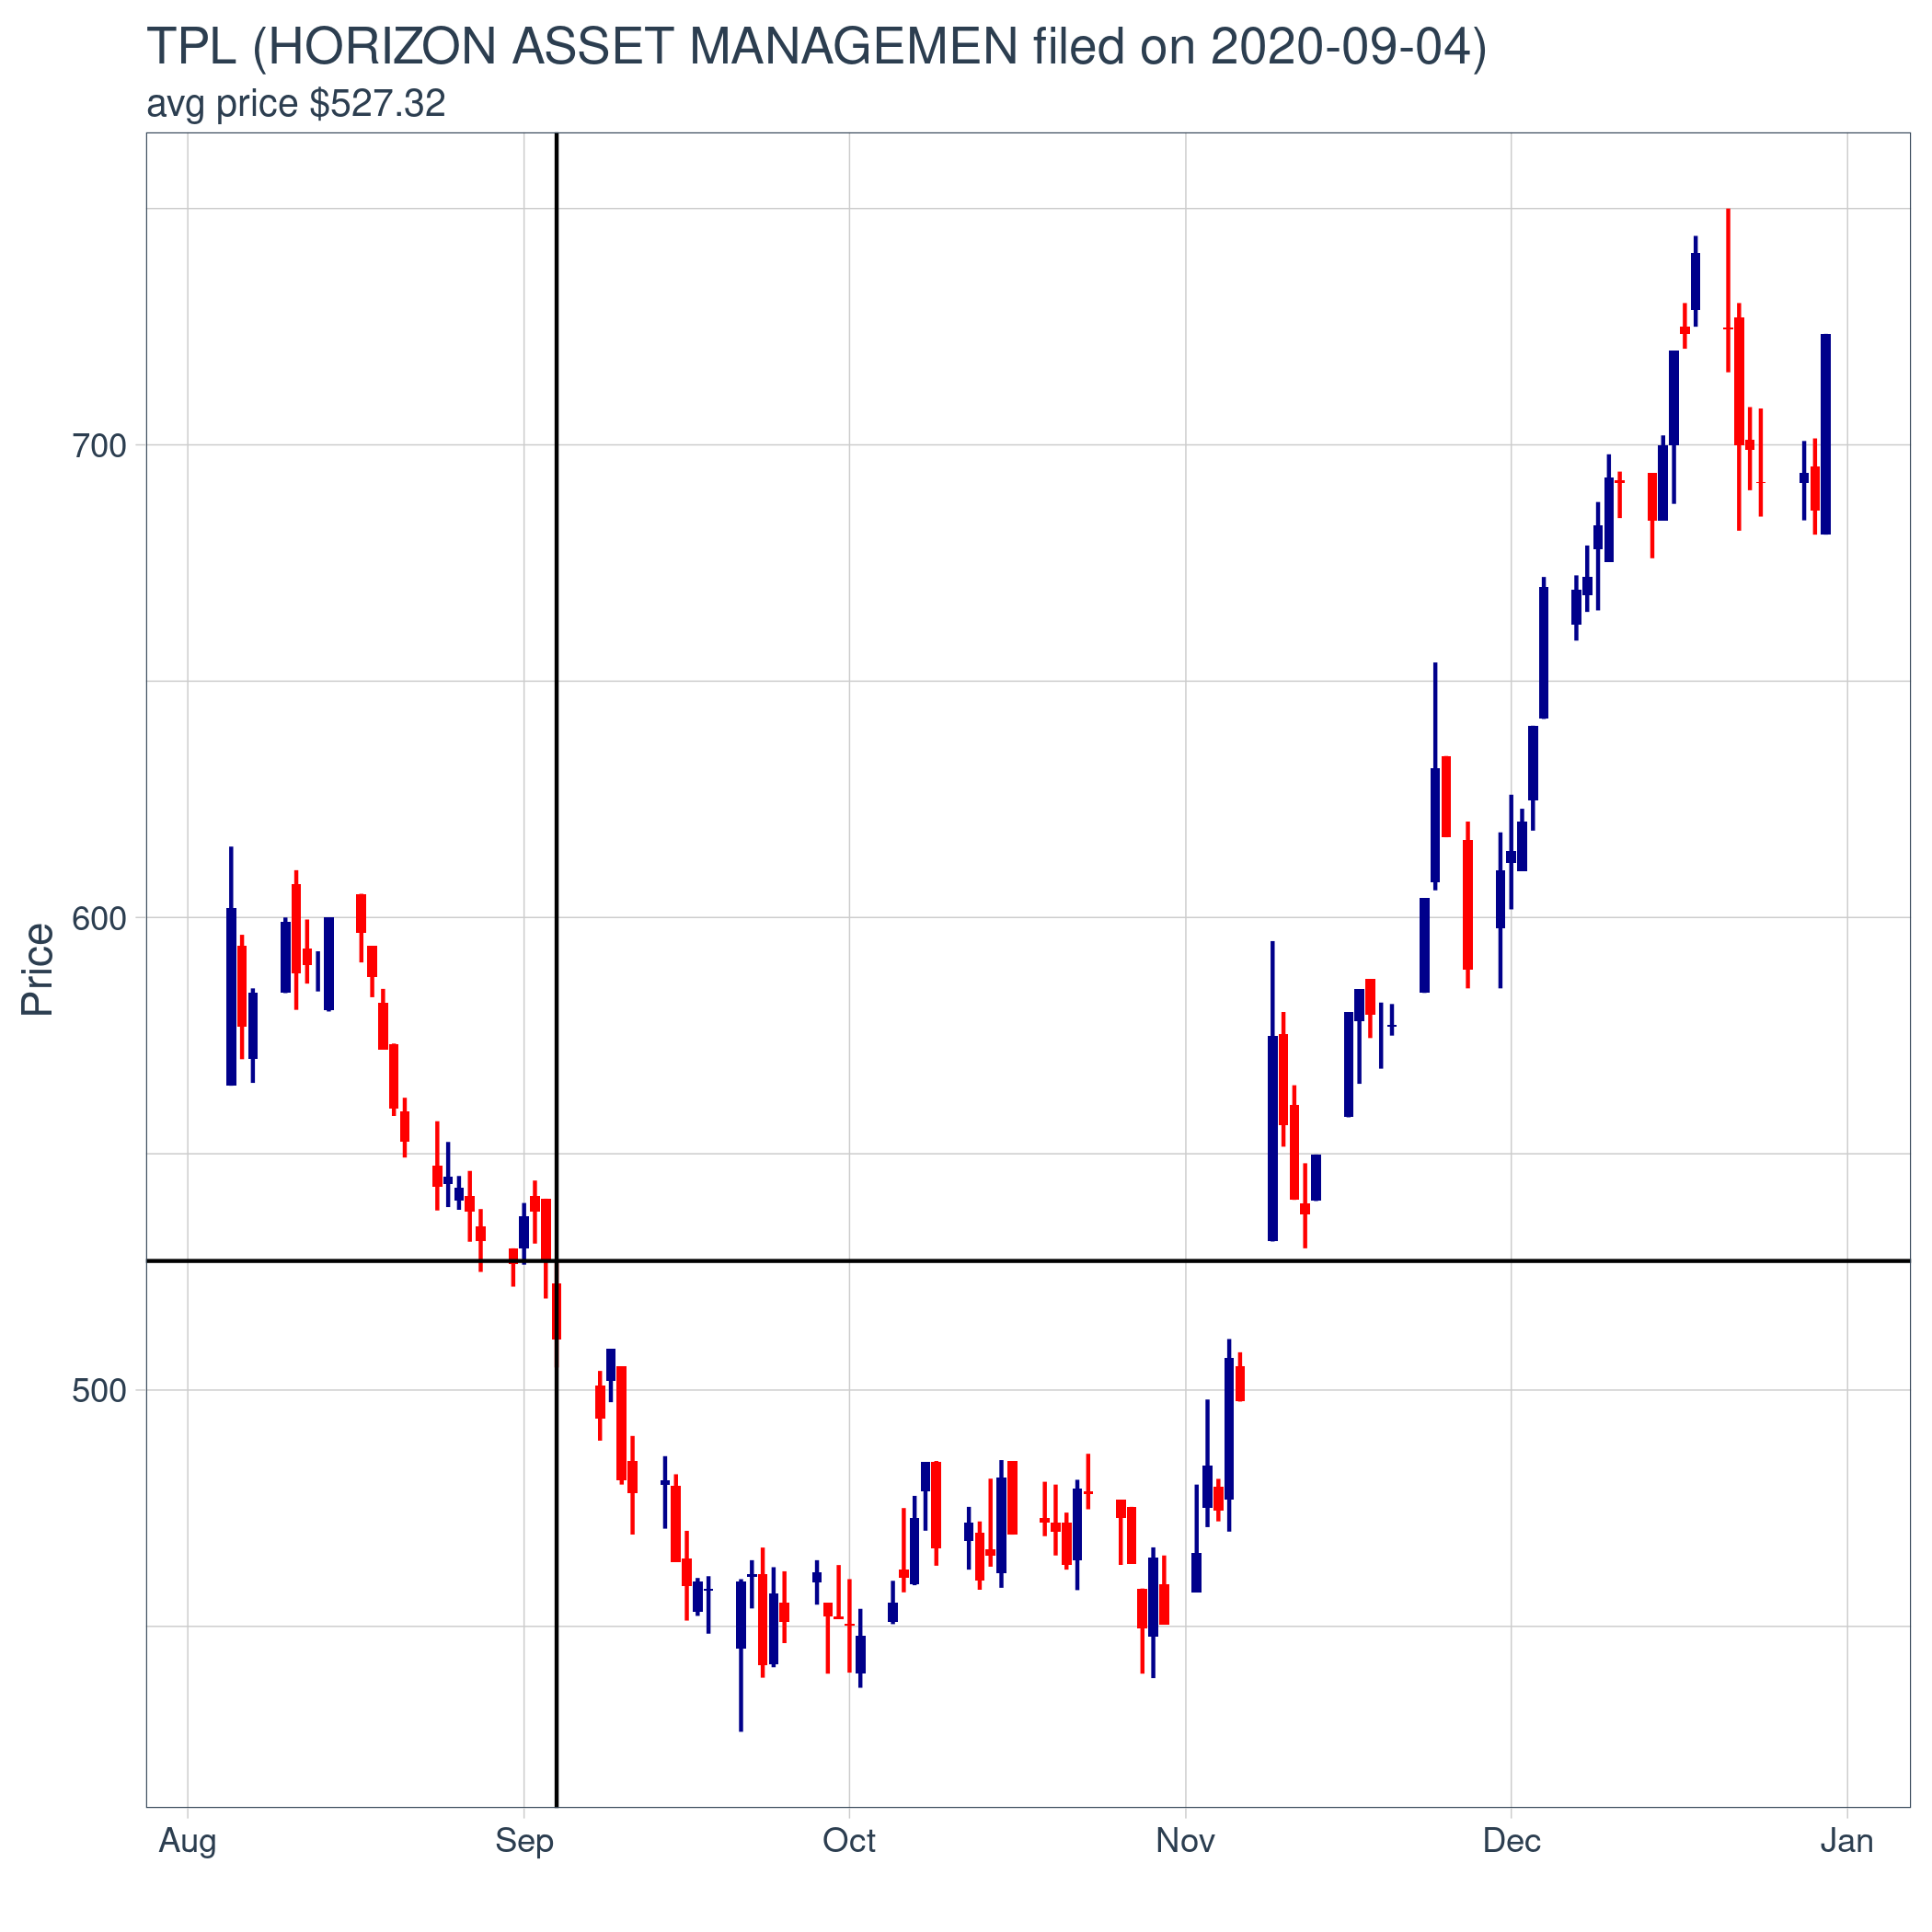 TPL (HORIZON ASSET MANAGEMEN filed on 2020-09-04)
avg price $527.32
Price
700
600
500
Aug Sep Oct Nov Dec Jan